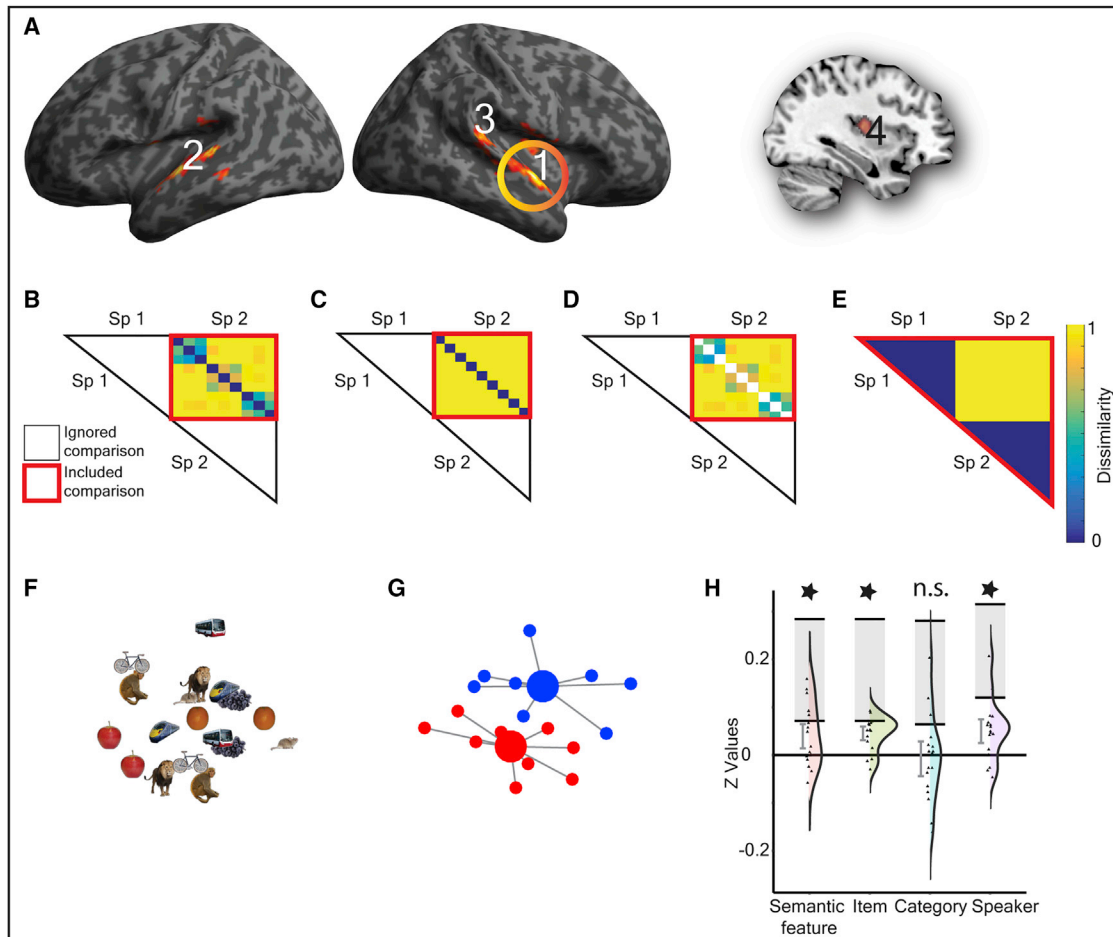 A
2
3
1
4
B
Sp 1
Sp 2
Sp 1
Sp 2
C
Sp 1
Sp 2
Sp 1
Sp 2
D
Sp 1
Sp 2
Sp 1
Sp 2
E
Sp 1
Sp 2
Sp 1
Sp 2
1
Dissimilarity
0
Ignored
comparison
Included
comparison
F
G
H
n.s.
0.2
0
-0.2
Z Values
Semantic
feature
Item
Category
Speaker